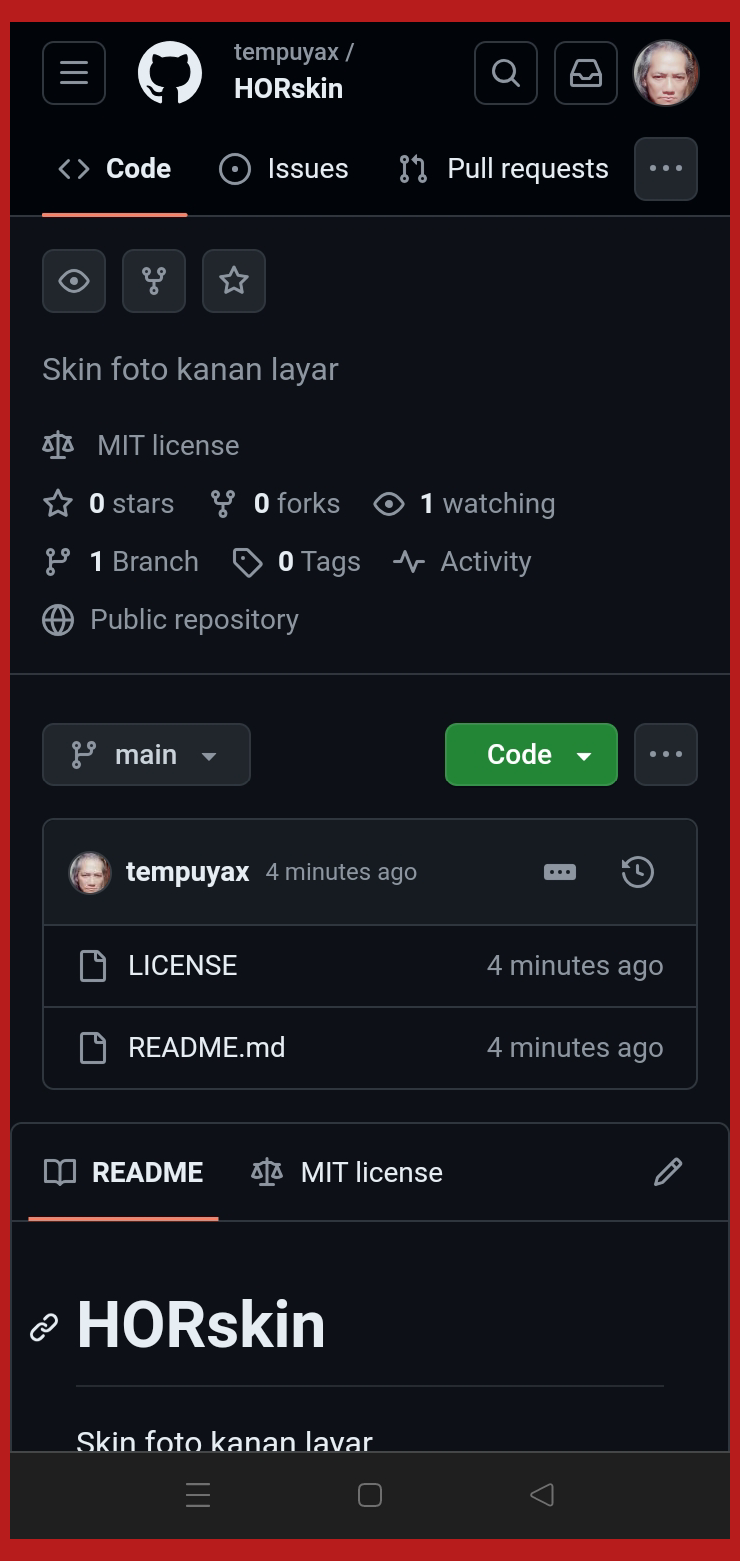 tempuyax /
HORskin
Code Issues Pull requests
Skin foto kanan layar
MIT license
0 stars 0 forks 1 watching
1 Branch 0 Tags Activity
Public repository
main Code
tempuyax 4 minutes ago
LICENSE 4 minutes ago
README.md 4 minutes ago
README MIT license
HORskin
Skin foto kanan layar